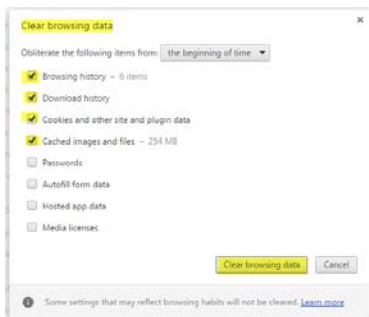 Clear browsing data
Obliterate the following items from: the beginning of time
Browsing history – 6 items
Download history
Cookies and other site and plugin data
Cached images and files – 254 MB
Passwords
Autofill form data
Hosted app data
Media licenses
Clear browsing data Cancel
Some settings that may reflect browsing habits will not be cleared. Learn more